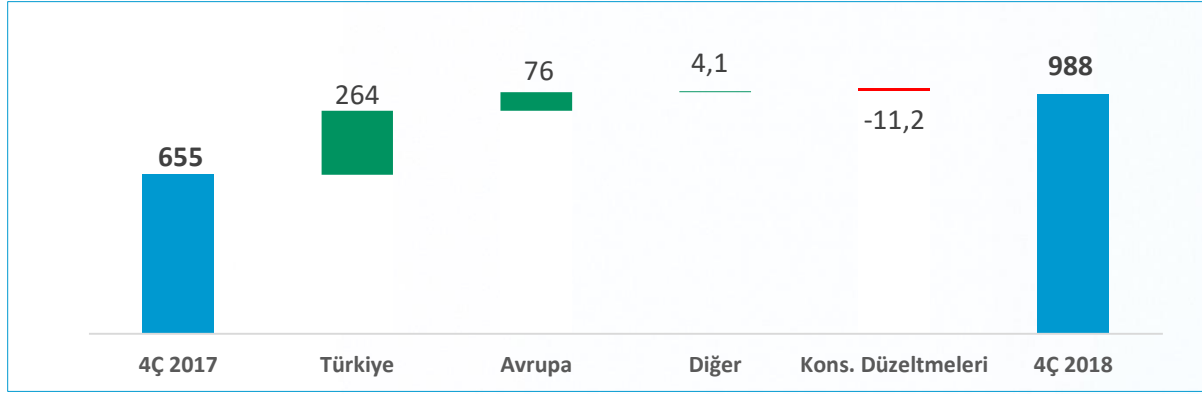 655
264
76
4,1
-11,2
988
4Ç 2017
Türkiye
Avrupa
Diğer
Kons. Düzeltmeleri
4Ç 2018